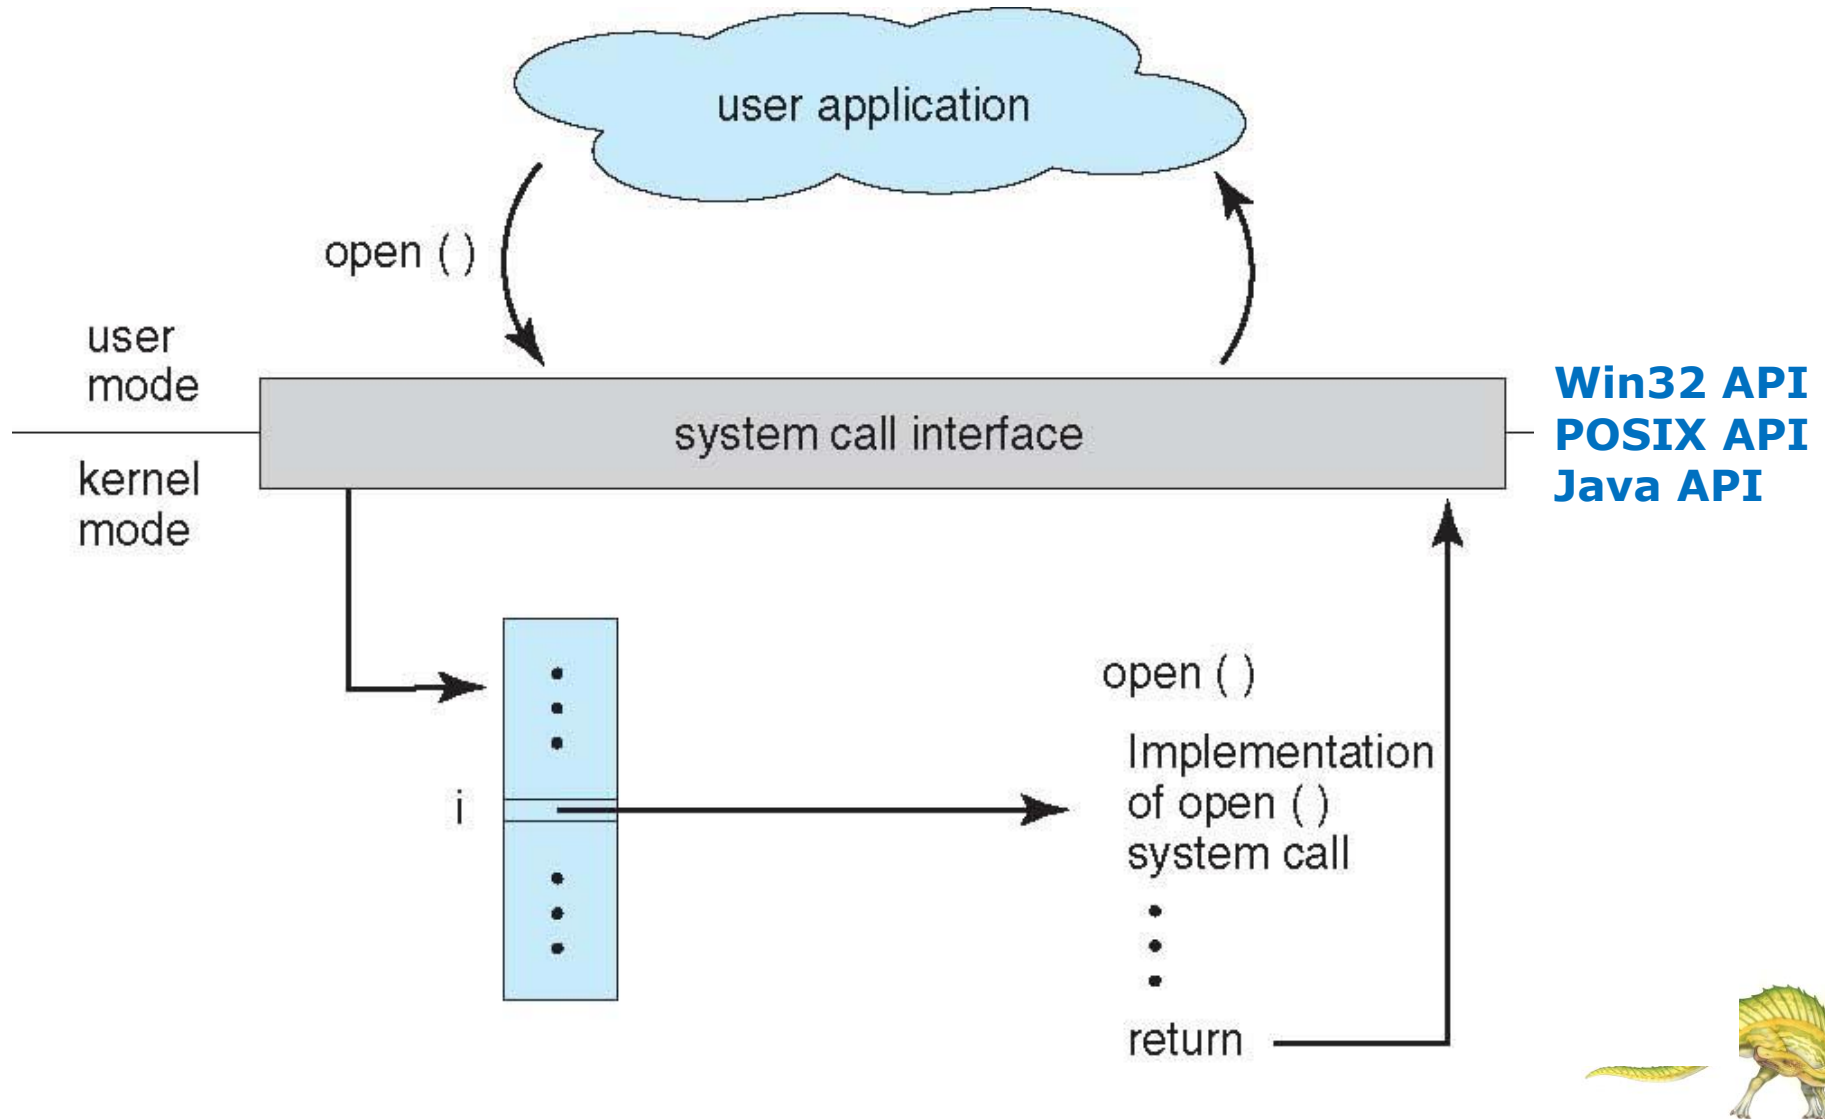 user application
open ( )
user
mode
system call interface
Win32 API
POSIX API
Java API
kernel
mode
open ( )
Implementation
i
of open ( )
system call
return